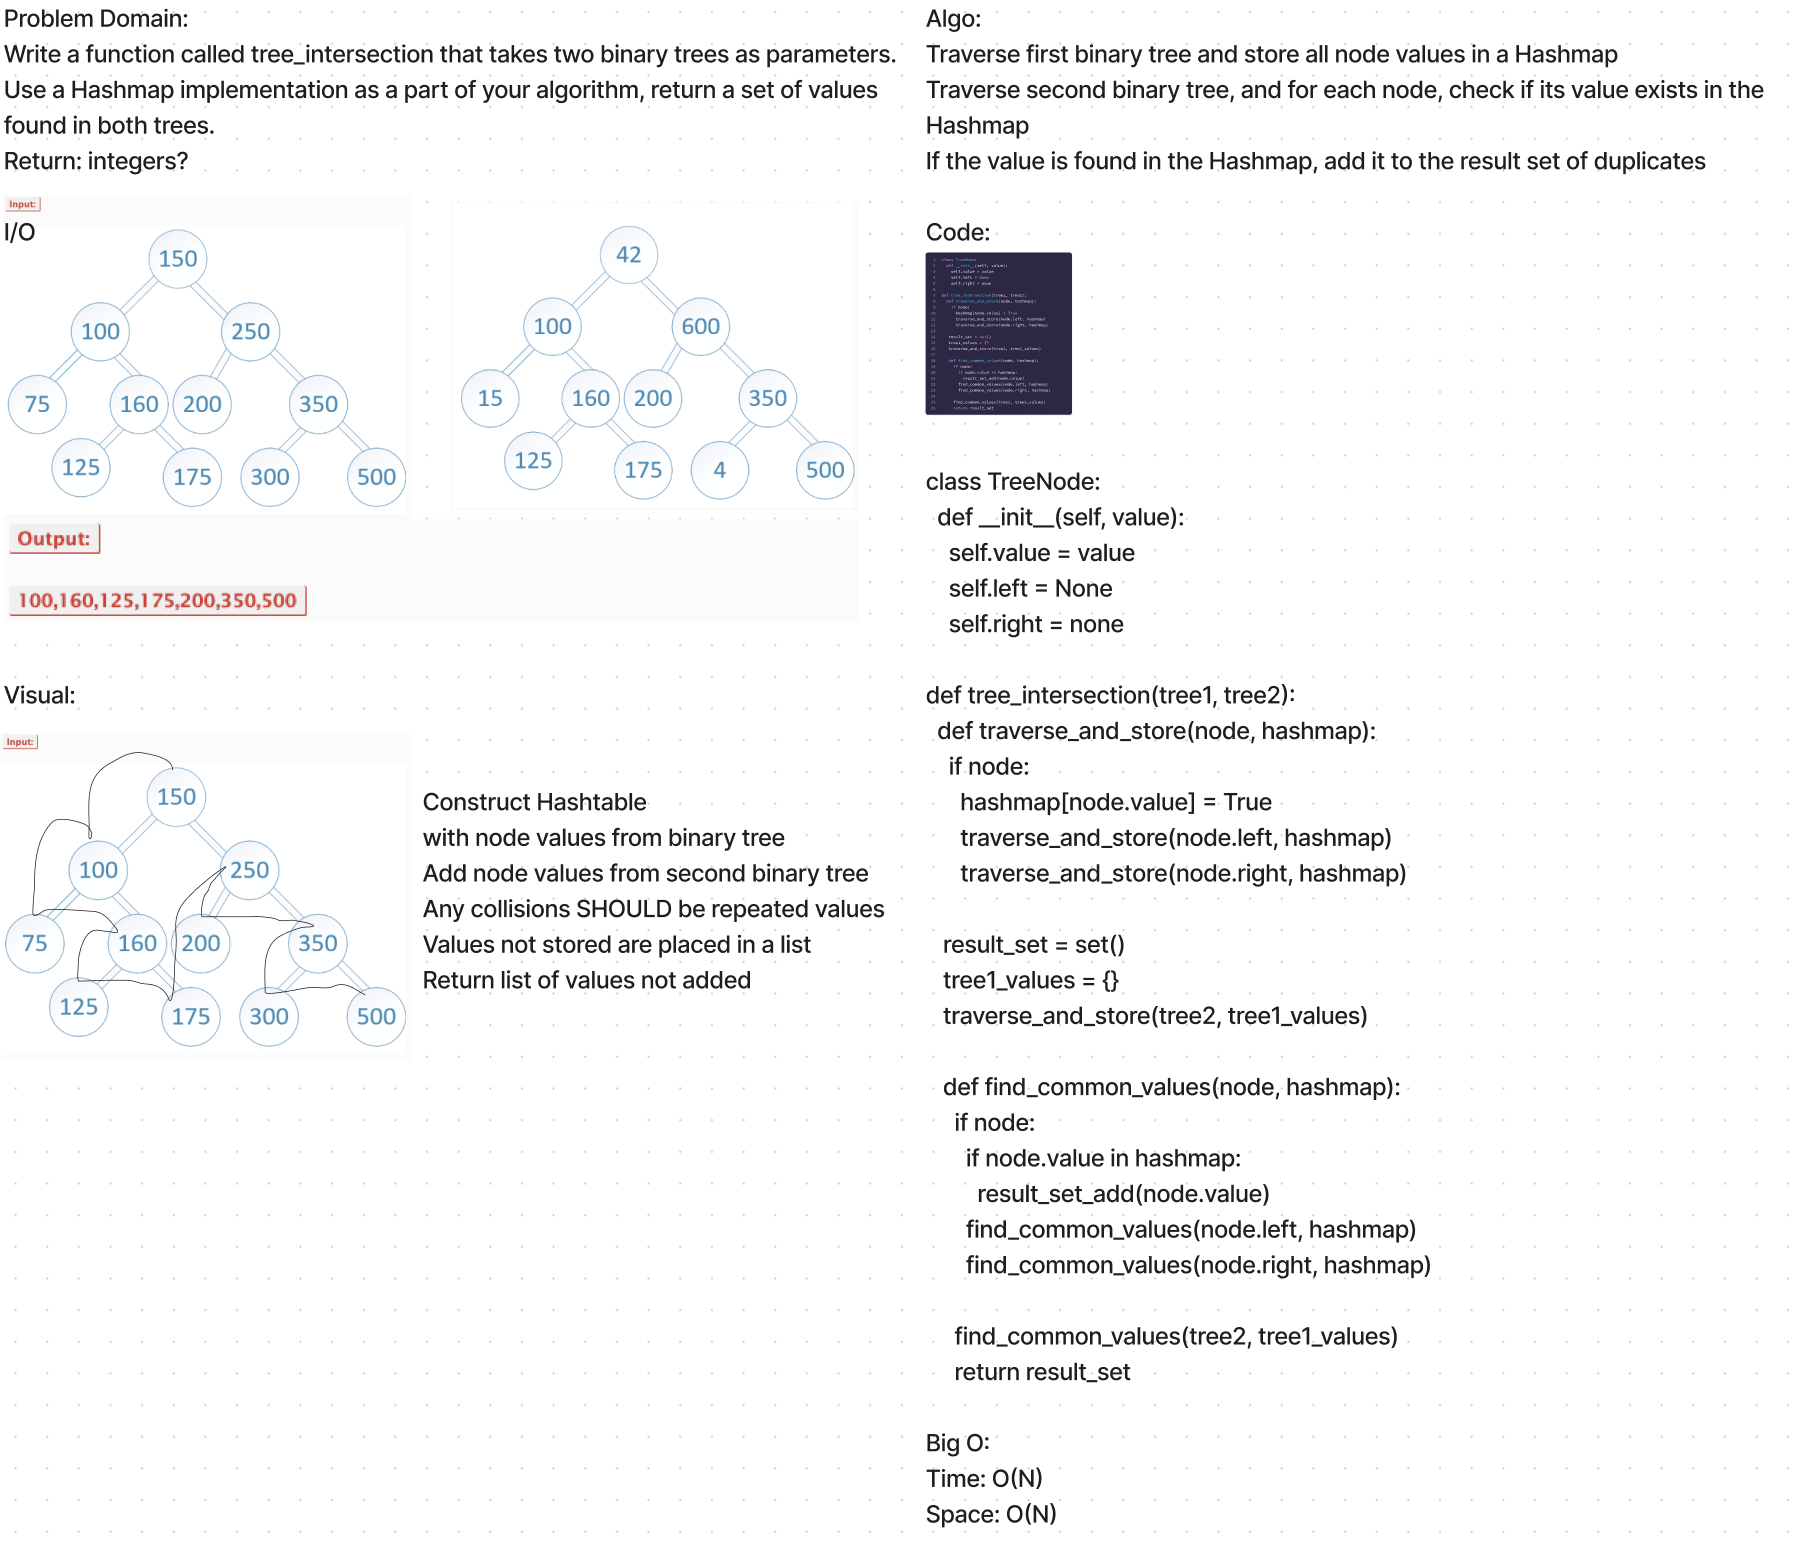 Problem Domain:
Write a function called tree_intersection that takes two binary trees as parameters.
Use a Hashmap implementation as a part of your algorithm, return a set of values
found in both trees.
Return: integers?
Input:
I/O
150
100
250
75
160
200
350
125
175
300
500
42
100
600
15
160
200
350
125
175
4
500
Output:
100,160,125,175,200,350,500
Visual:
Input:
150
100
250
75
160
200
350
125
175
300
500
Construct Hashtable
with node values from binary tree
Add node values from second binary tree
Any collisions SHOULD be repeated values
Values not stored are placed in a list
Return list of values not added
Algo:
Traverse first binary tree and store all node values in a Hashmap
Traverse second binary tree, and for each node, check if its value exists in the
Hashmap
If the value is found in the Hashmap, add it to the result set of duplicates
Code:
class TreeNode:
def __init__(self, value):
self.value = value
self.left = None
self.right = none
def tree_intersection(tree1, tree2):
def traverse_and_store(node, hashmap):
if node:
hashmap[node.value] = True
traverse_and_store(node.left, hashmap)
traverse_and_store(node.right, hashmap)
result_set = set()
tree1_values = {}
traverse_and_store(tree2, tree1_values)
def find_common_values(node, hashmap):
if node:
if node.value in hashmap:
result_set_add(node.value)
find_common_values(node.left, hashmap)
find_common_values(node.right, hashmap)
find_common_values(tree2, tree1_values)
return result_set
Big O:
Time: O(N)
Space: O(N)